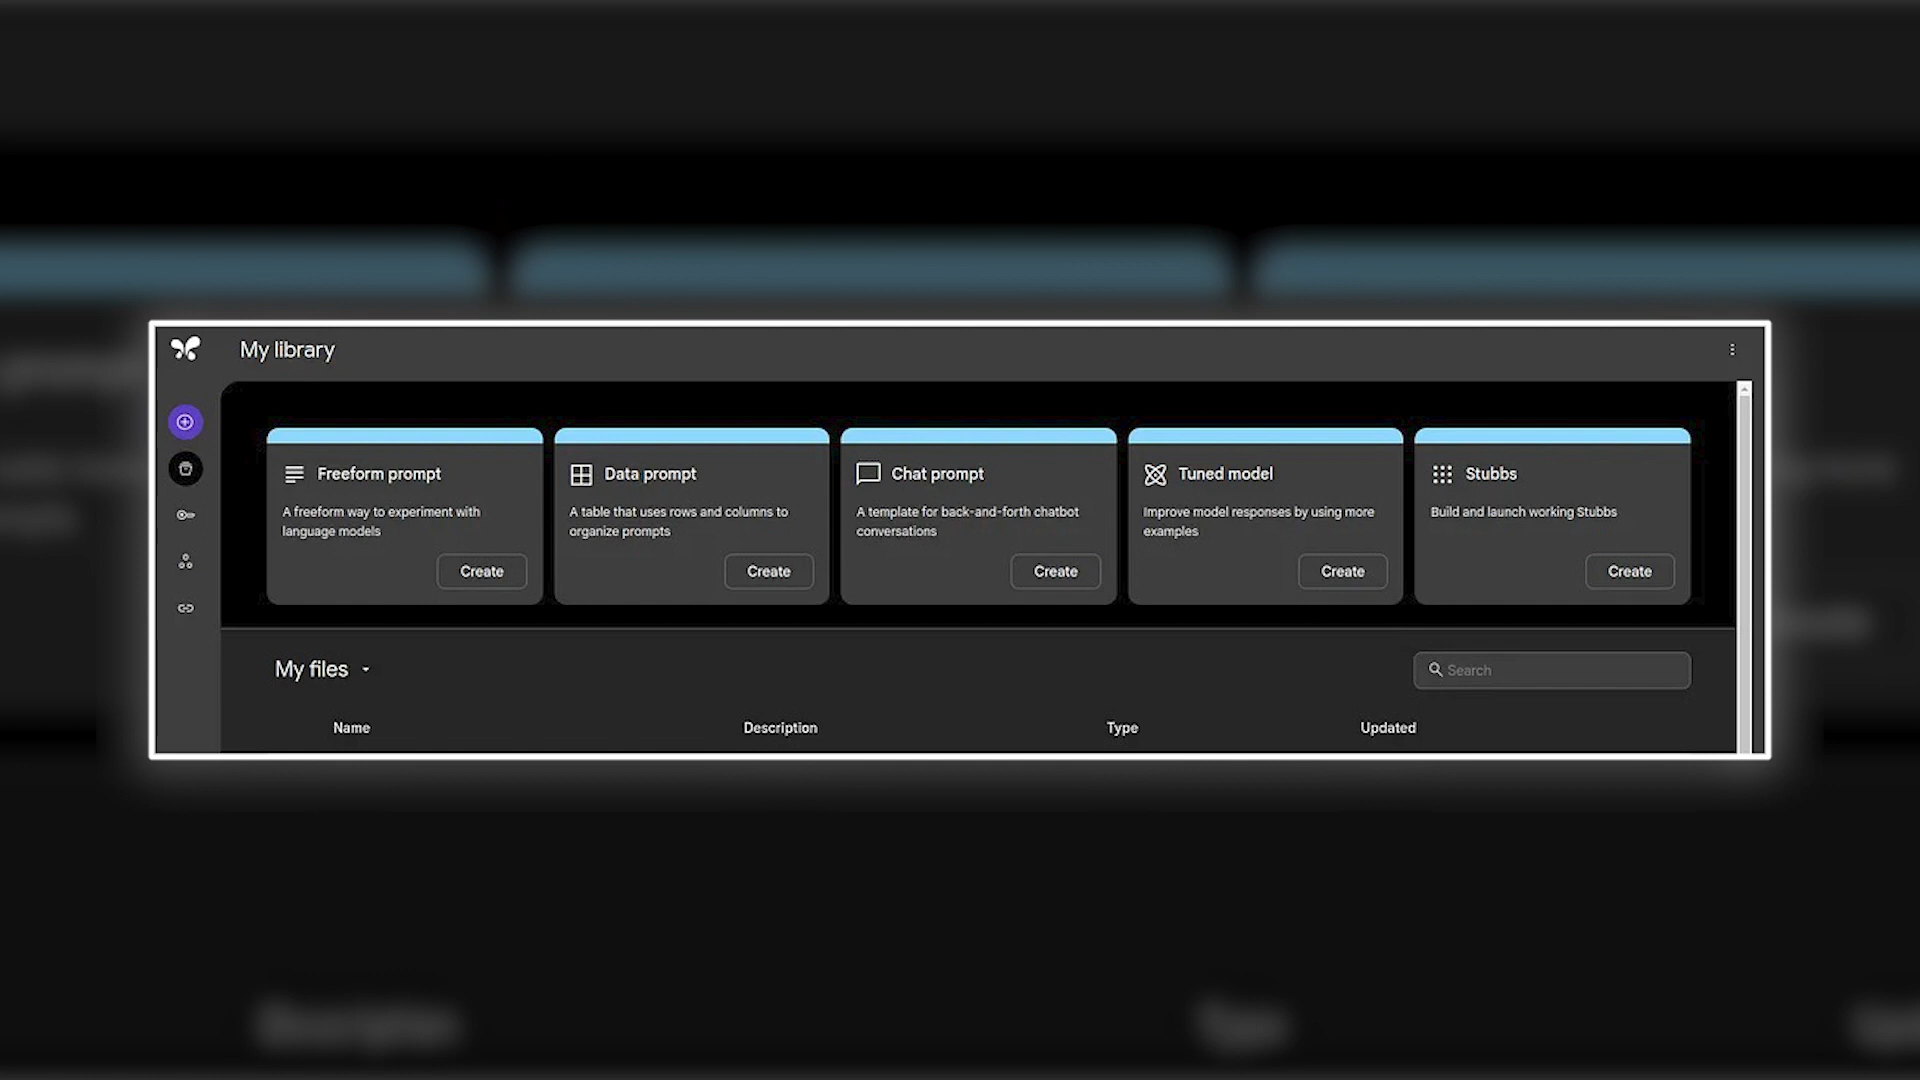 My library
Freeform prompt
A freeform way to experiment with
language models
Create
Data prompt
A table that uses rows and columns to
organize prompts
Create
Chat prompt
A template for back-and-forth chatbot
conversations
Create
Tuned model
Improve model responses by using more
examples
Create
Stubbs
Build and launch working Stubbs
Create
My files
Search
Name Description Type Updated